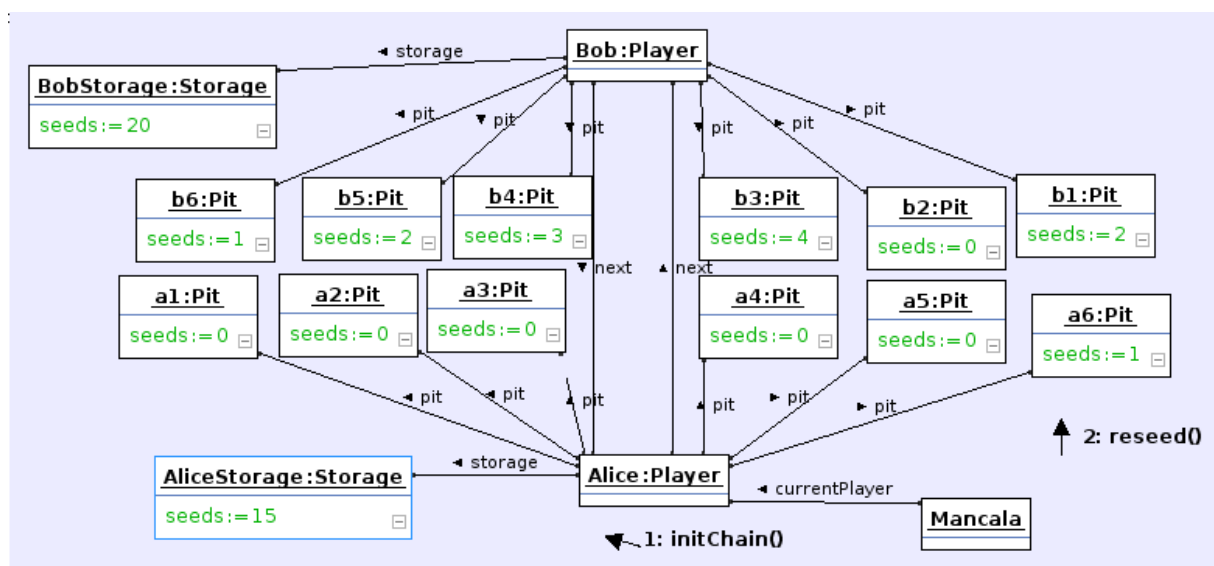 Bob:Player
◄ storage
BobStorage:Storage
seeds:=20
◄ pit
▼ pit
▼ pit
▼ pit
► pit
► pit
b6:Pit
seeds:=1
b5:Pit
seeds:=2
b4:Pit
seeds:=3
b3:Pit
seeds:=4
b2:Pit
seeds:=0
b1:Pit
seeds:=2
▼ next
▲ next
a1:Pit
seeds:=0
a2:Pit
seeds:=0
a3:Pit
seeds:=0
a4:Pit
seeds:=0
a5:Pit
seeds:=0
a6:Pit
seeds:=1
◄ pit
◄ pit
▲ pit
▲ pit
► pit
► pit
2: reseed()
AliceStorage:Storage
seeds:=15
◄ storage
Alice:Player
◄ currentPlayer
Mancala
1: initChain()